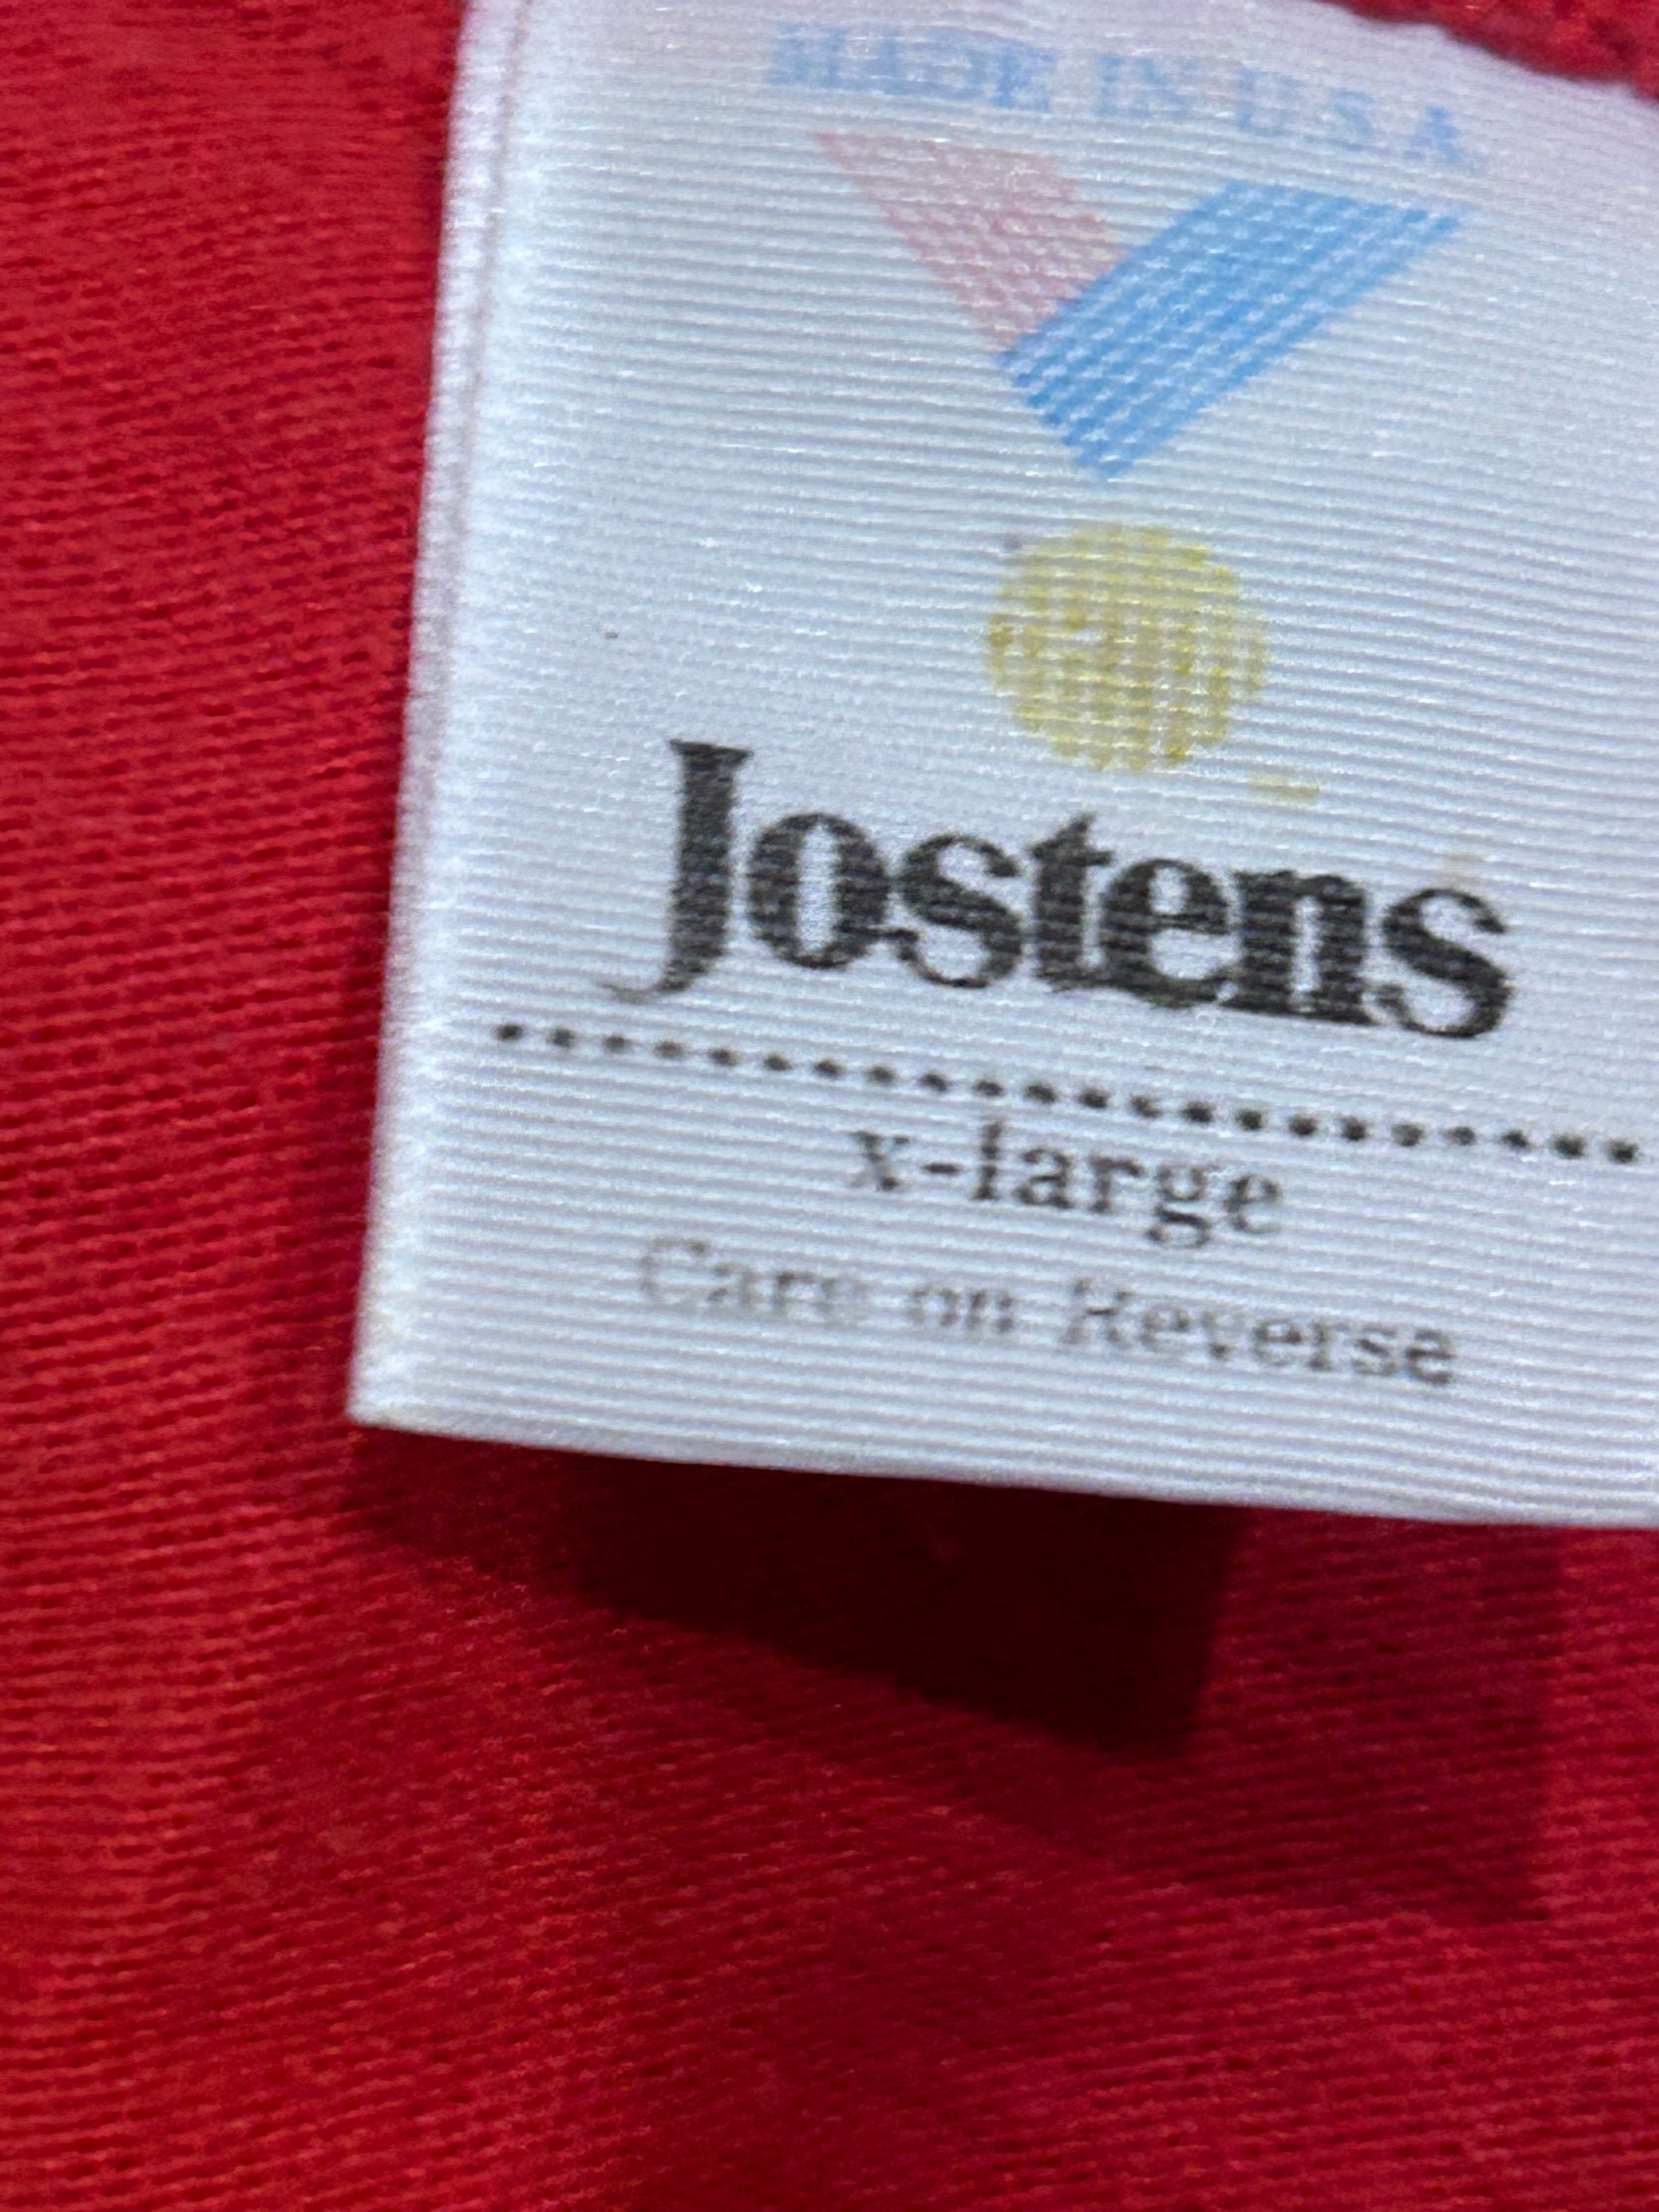 MADE IN U.S.A.
Jostens
x-large
Care on Reverse